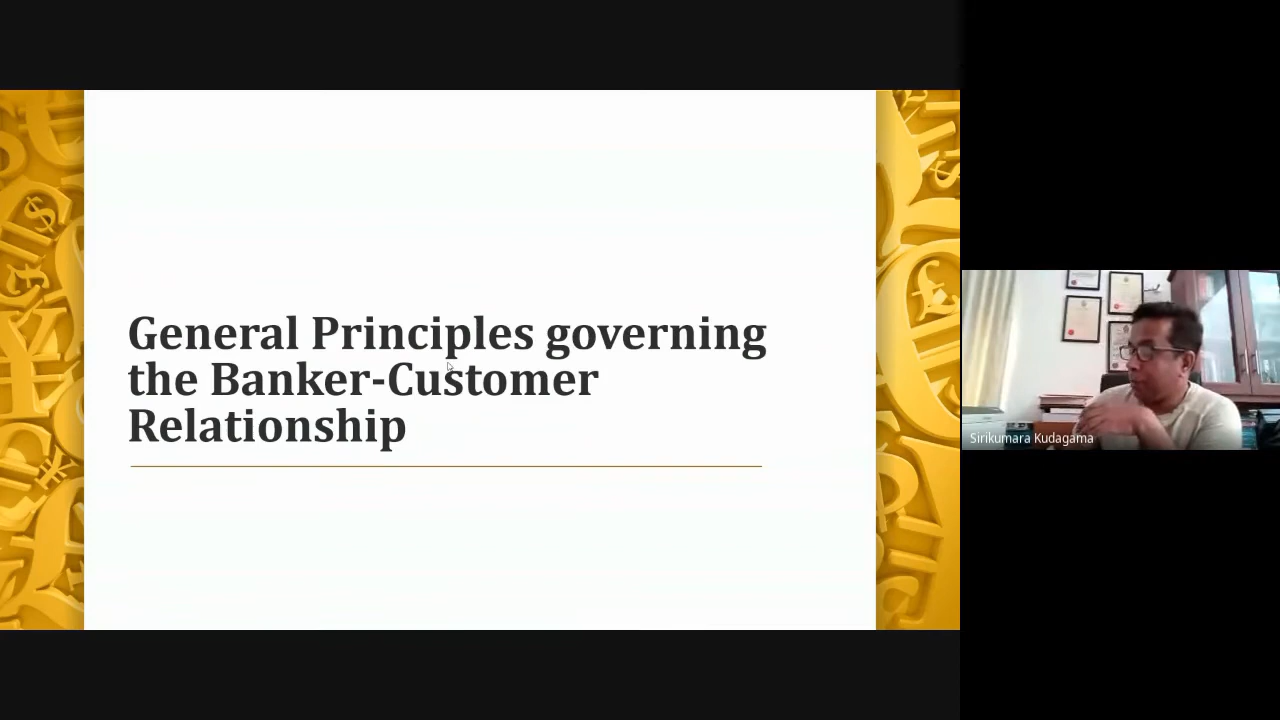 General Principles governing
the Banker-Customer
Relationship
Sirikumara Kudagama